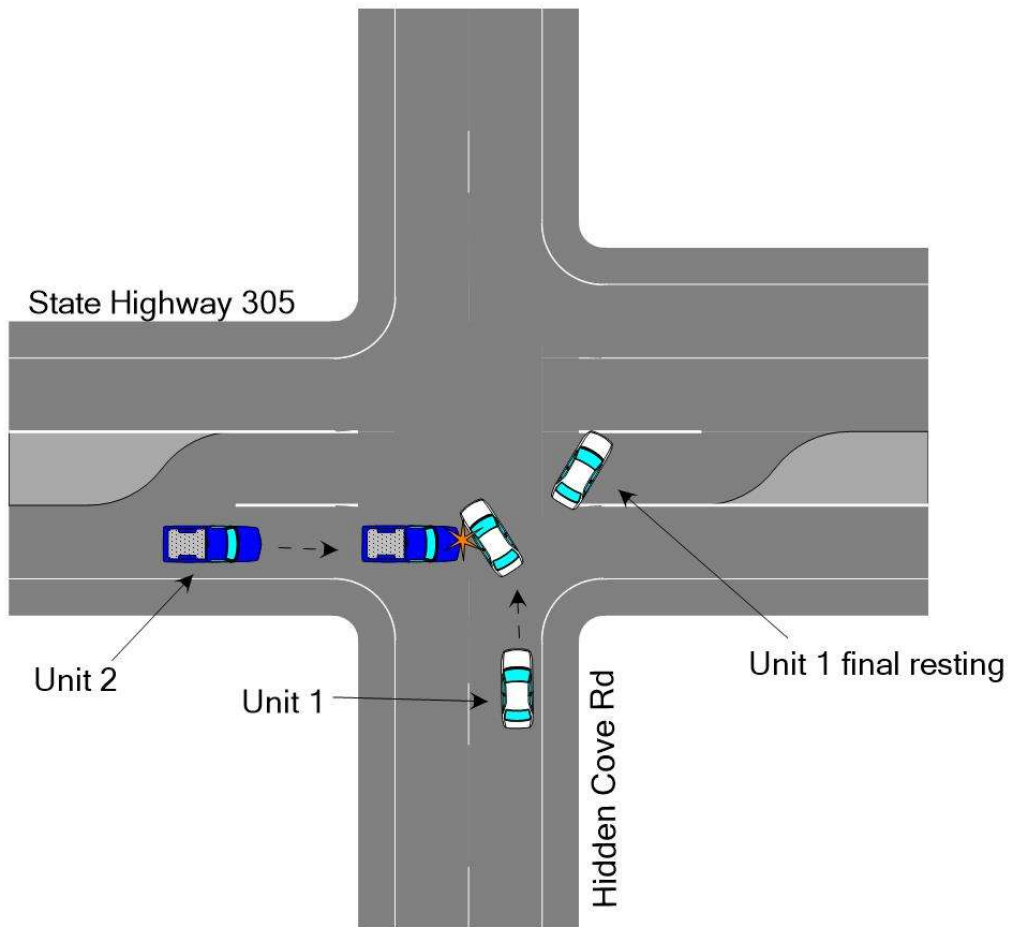 State Highway 305
Unit 2
Unit 1
Unit 1 final resting
Hidden Cove Rd